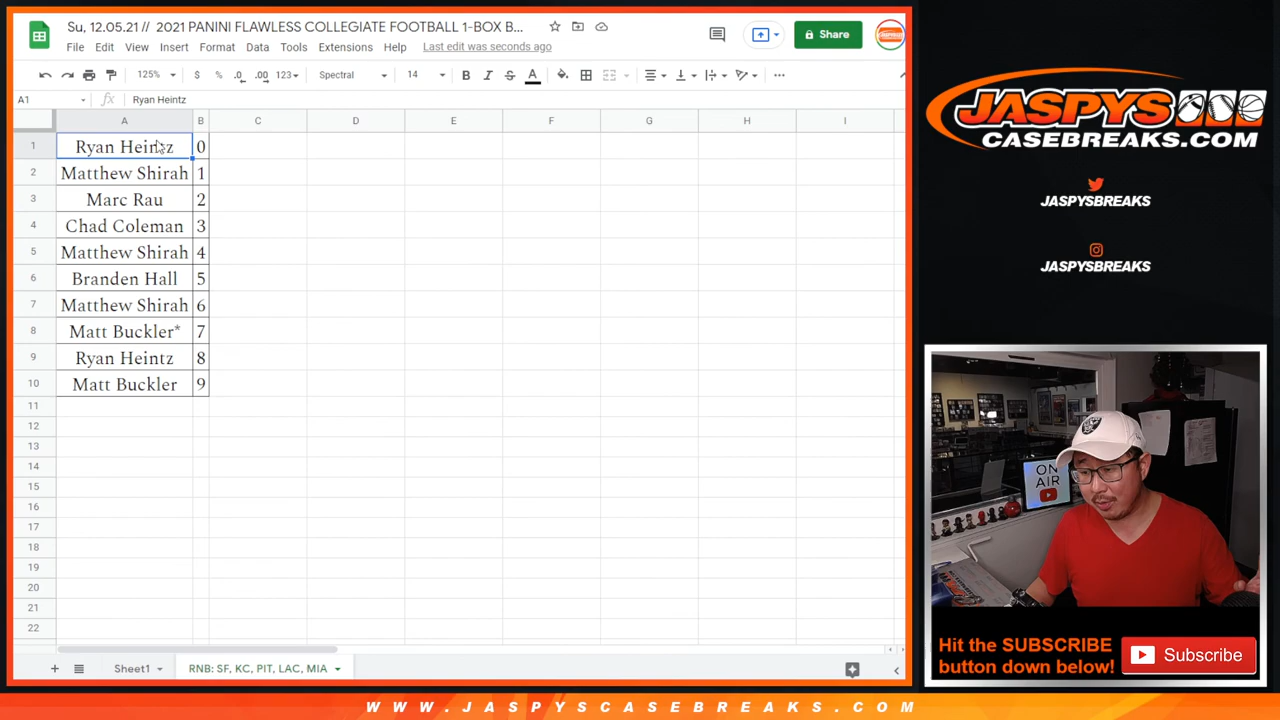 Su, 12.05.21 // 2021 PANINI FLAWLESS COLLEGIATE FOOTBALL 1-BOX B...
File Edit View Insert Format Data Tools Extensions Help Last edit was seconds ago
Share
125% $ % .0 .00 123 Spectral 14 B I S A
A1 fx Ryan Heintz
A B C D E F G H I
1 Ryan Heintz 0
2 Matthew Shirah 1
3 Marc Rau 2
4 Chad Coleman 3
5 Matthew Shirah 4
6 Branden Hall 5
7 Matthew Shirah 6
8 Matt Buckler* 7
9 Ryan Heintz 8
10 Matt Buckler 9
11
12
13
14
15
16
17
18
19
20
21
22
Sheet1 RNB: SF, KC, PIT, LAC, MIA
JASPYS
CASEBREAKS.COM
JASPYSBREAKS
JASPYSBREAKS
ON
AIR
Hit the SUBSCRIBE
button down below!
Subscribe
WWW.JASPYSCASEBREAKS.COM